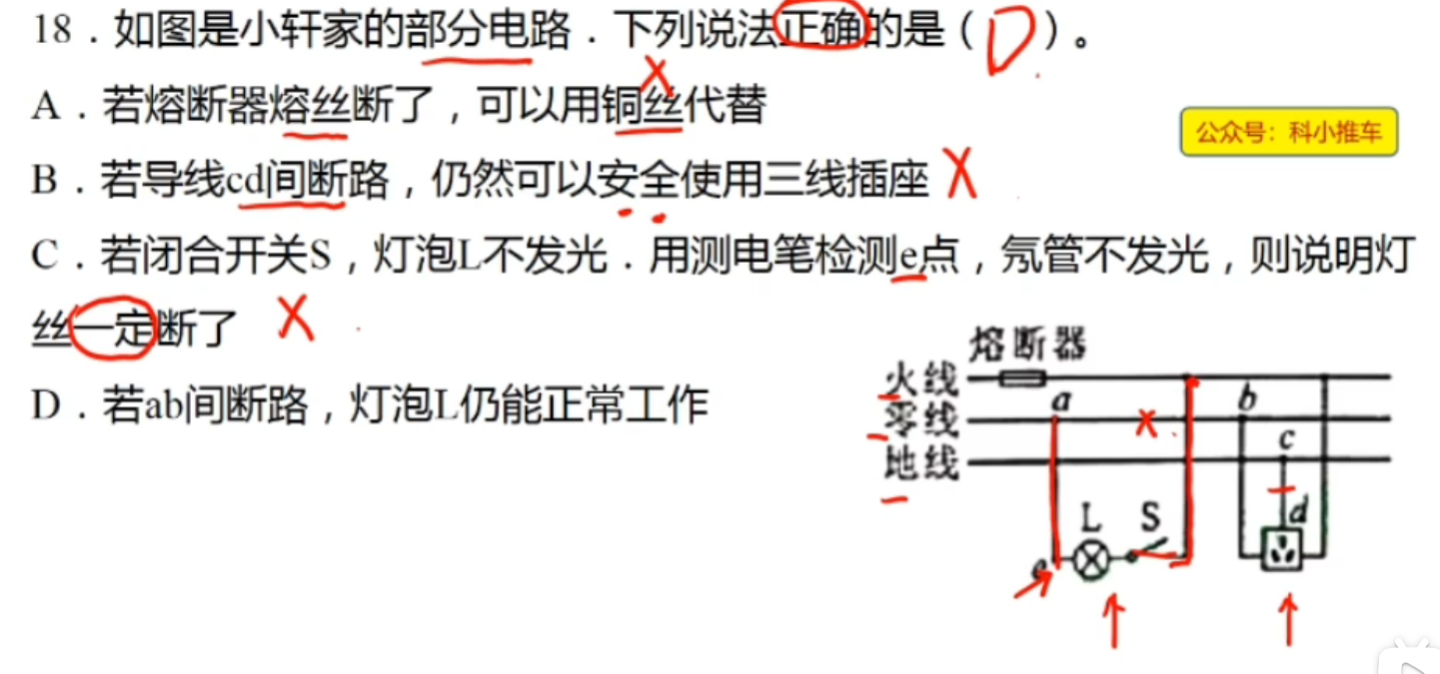 18．如图是小轩家的部分电路．下列说法正确的是（D）。
A．若熔断器熔丝断了，可以用铜丝代替
公众号：科小推车
B．若导线cd间断路，仍然可以安全使用三线插座
C．若闭合开关S，灯泡L不发光．用测电笔检测e点，氖管不发光，则说明灯
丝一定断了
D．若ab间断路，灯泡L仍能正常工作
熔断器
火线
零线
地线
a
b
c
d
L
S
e